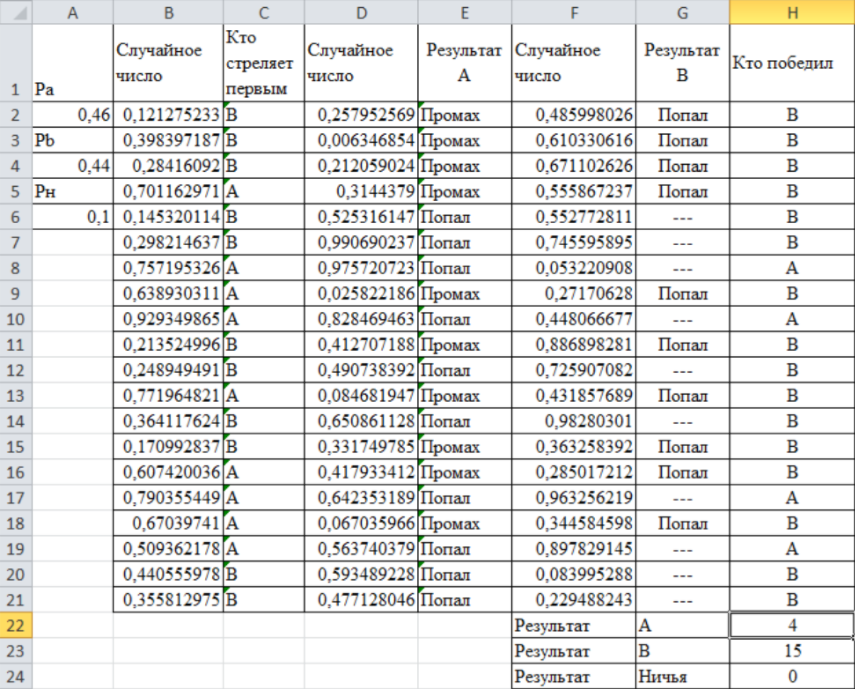 A B C D E F G H
1 Pa Случайное число Кто стреляет первым Случайное число Результат А Случайное число Результат В Кто победил
2 0,46 0,121275233 В 0,257952569 Промах 0,485998026 Попал В
3 Pb 0,398397187 В 0,006346854 Промах 0,610330616 Попал В
4 0,44 0,28416092 В 0,212059024 Промах 0,671102626 Попал В
5 Рн 0,701162971 А 0,3144379 Промах 0,555867237 Попал В
6 0,1 0,145320114 В 0,525316147 Попал 0,552772811 --- В
7 0,298214637 В 0,990690237 Попал 0,745595895 --- В
8 0,757195326 А 0,975720723 Попал 0,053220908 --- А
9 0,638930311 А 0,025822186 Промах 0,27170628 Попал В
10 0,929349865 А 0,828469463 Попал 0,448066677 --- А
11 0,213524996 В 0,412707188 Промах 0,886898281 Попал В
12 0,248949491 В 0,490738392 Попал 0,725907082 --- В
13 0,771964821 А 0,084681947 Промах 0,431857689 Попал В
14 0,364117624 В 0,650861128 Попал 0,98280301 --- В
15 0,170992837 В 0,331749785 Промах 0,363258392 Попал В
16 0,607420036 А 0,417933412 Промах 0,285017212 Попал В
17 0,790355449 А 0,642353189 Попал 0,963256219 --- А
18 0,67039741 А 0,067035966 Промах 0,344584598 Попал В
19 0,509362178 А 0,563740379 Попал 0,897829145 --- А
20 0,440555978 В 0,593489228 Попал 0,083995288 --- В
21 0,355812975 В 0,477128046 Попал 0,229488243 --- В
22 Результат А 4
23 Результат В 15
24 Результат Ничья 0